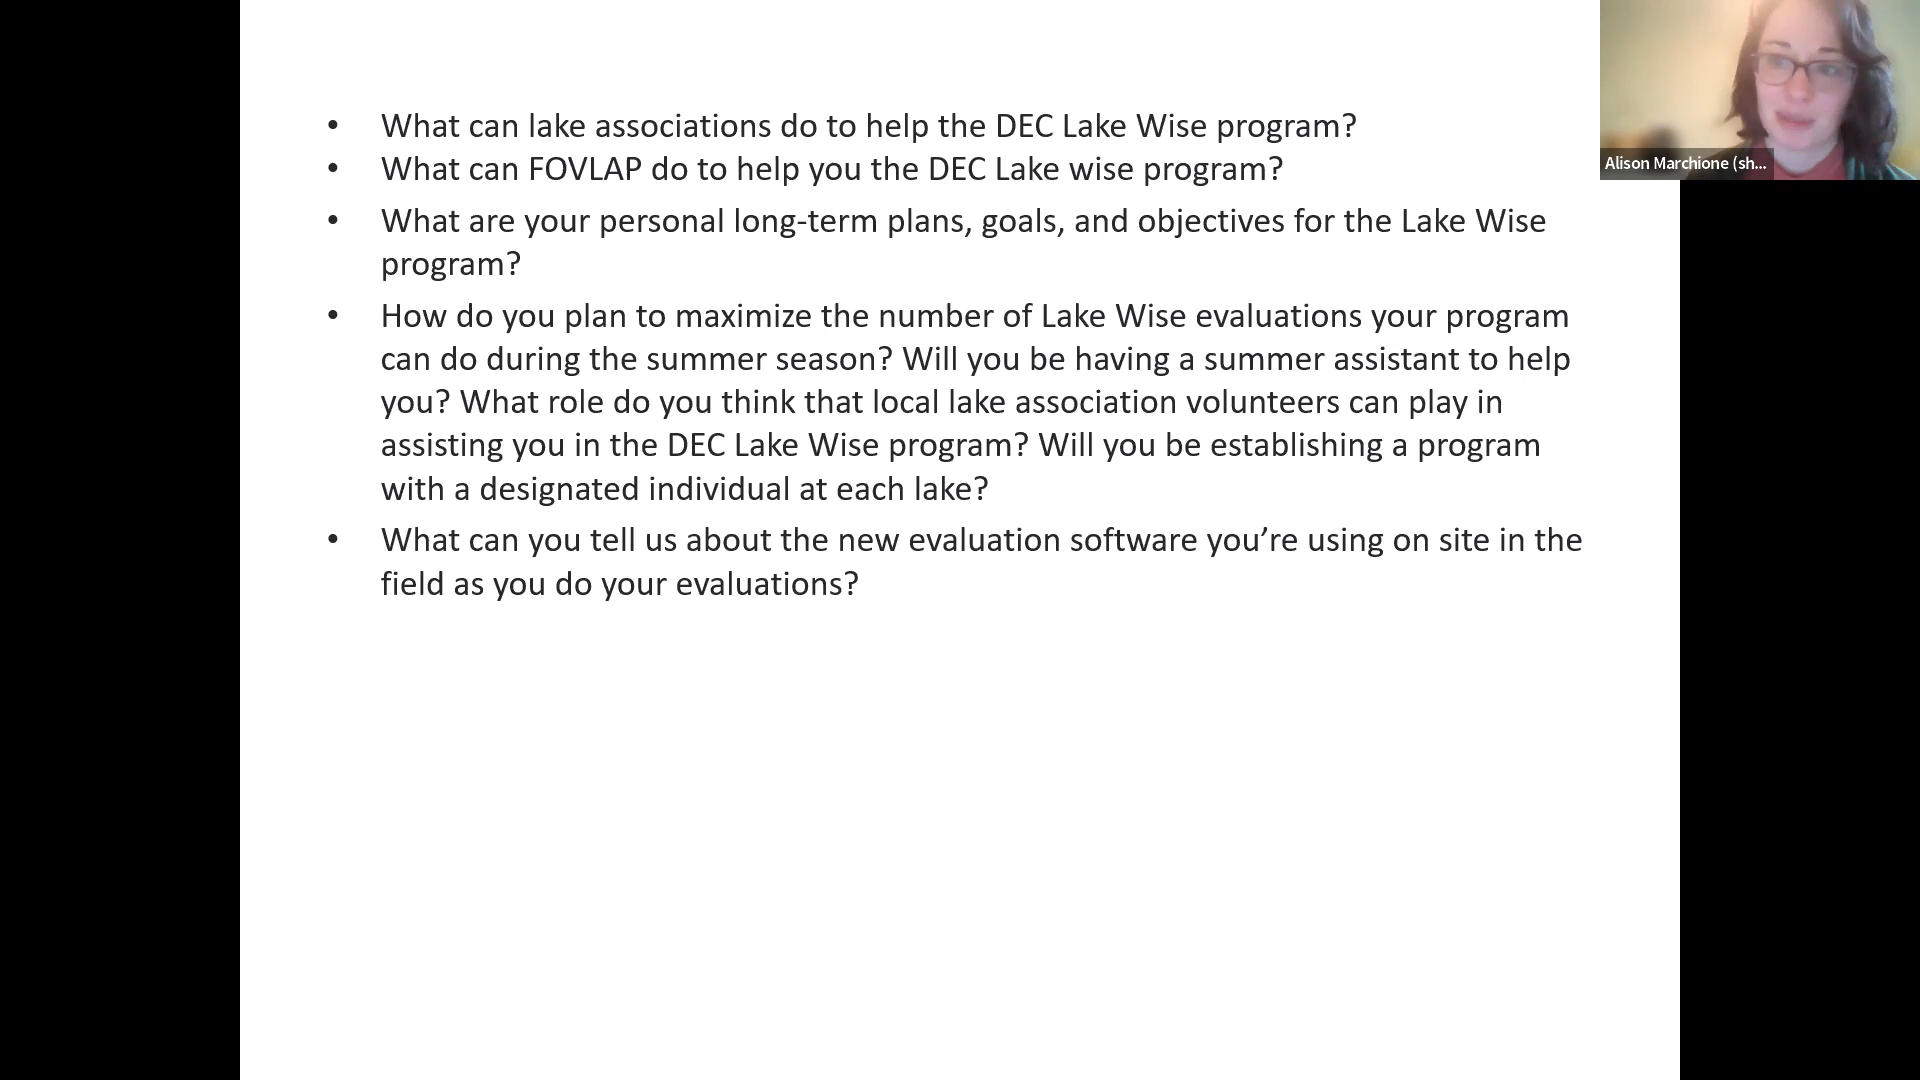 • What can lake associations do to help the DEC Lake Wise program?
• What can FOVLAP do to help you the DEC Lake wise program?
• What are your personal long-term plans, goals, and objectives for the Lake Wise
program?
• How do you plan to maximize the number of Lake Wise evaluations your program
can do during the summer season? Will you be having a summer assistant to help
you? What role do you think that local lake association volunteers can play in
assisting you in the DEC Lake Wise program? Will you be establishing a program
with a designated individual at each lake?
• What can you tell us about the new evaluation software you’re using on site in the
field as you do your evaluations?
Alison Marchione (sh...